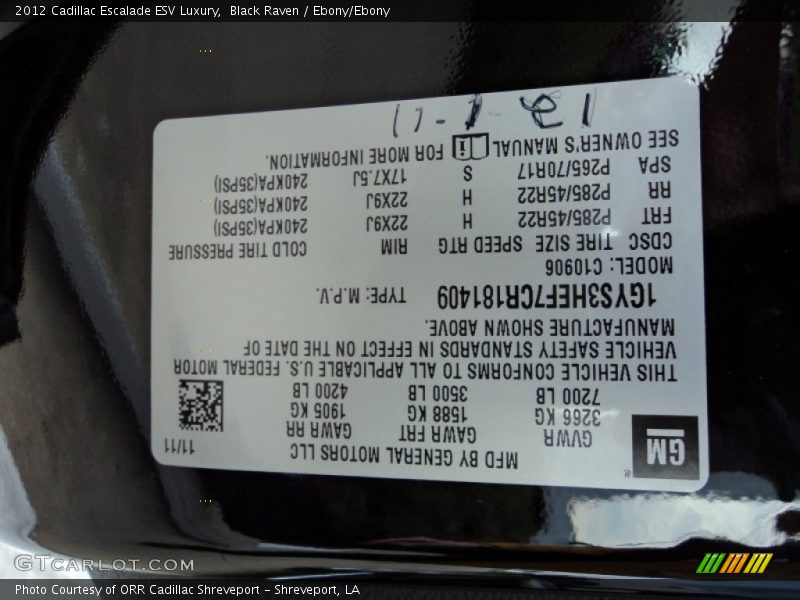 2012 Cadillac Escalade ESV Luxury, Black Raven / Ebony/Ebony
GM
®
MFD BY GENERAL MOTORS LLC
11/11
GVWR GAWR FRT GAWR RR
3266 KG 1588 KG 1905 KG
7200 LB 3500 LB 4200 LB
THIS VEHICLE CONFORMS TO ALL APPLICABLE U.S. FEDERAL MOTOR
VEHICLE SAFETY STANDARDS IN EFFECT ON THE DATE OF
MANUFACTURE SHOWN ABOVE.
1GYS3HEF7CR181409 TYPE: M.P.V.
MODEL: C10906
CDSC TIRE SIZE SPEED RTG RIM COLD TIRE PRESSURE
FRT P285/45R22 H 22X9J 240KPA(35PSI)
RR P285/45R22 H 22X9J 240KPA(35PSI)
SPA P265/70R17 S 17X7.5J 240KPA(35PSI)
SEE OWNER'S MANUAL i FOR MORE INFORMATION.
GTCARLOT.COM
Photo Courtesy of ORR Cadillac Shreveport – Shreveport, LA